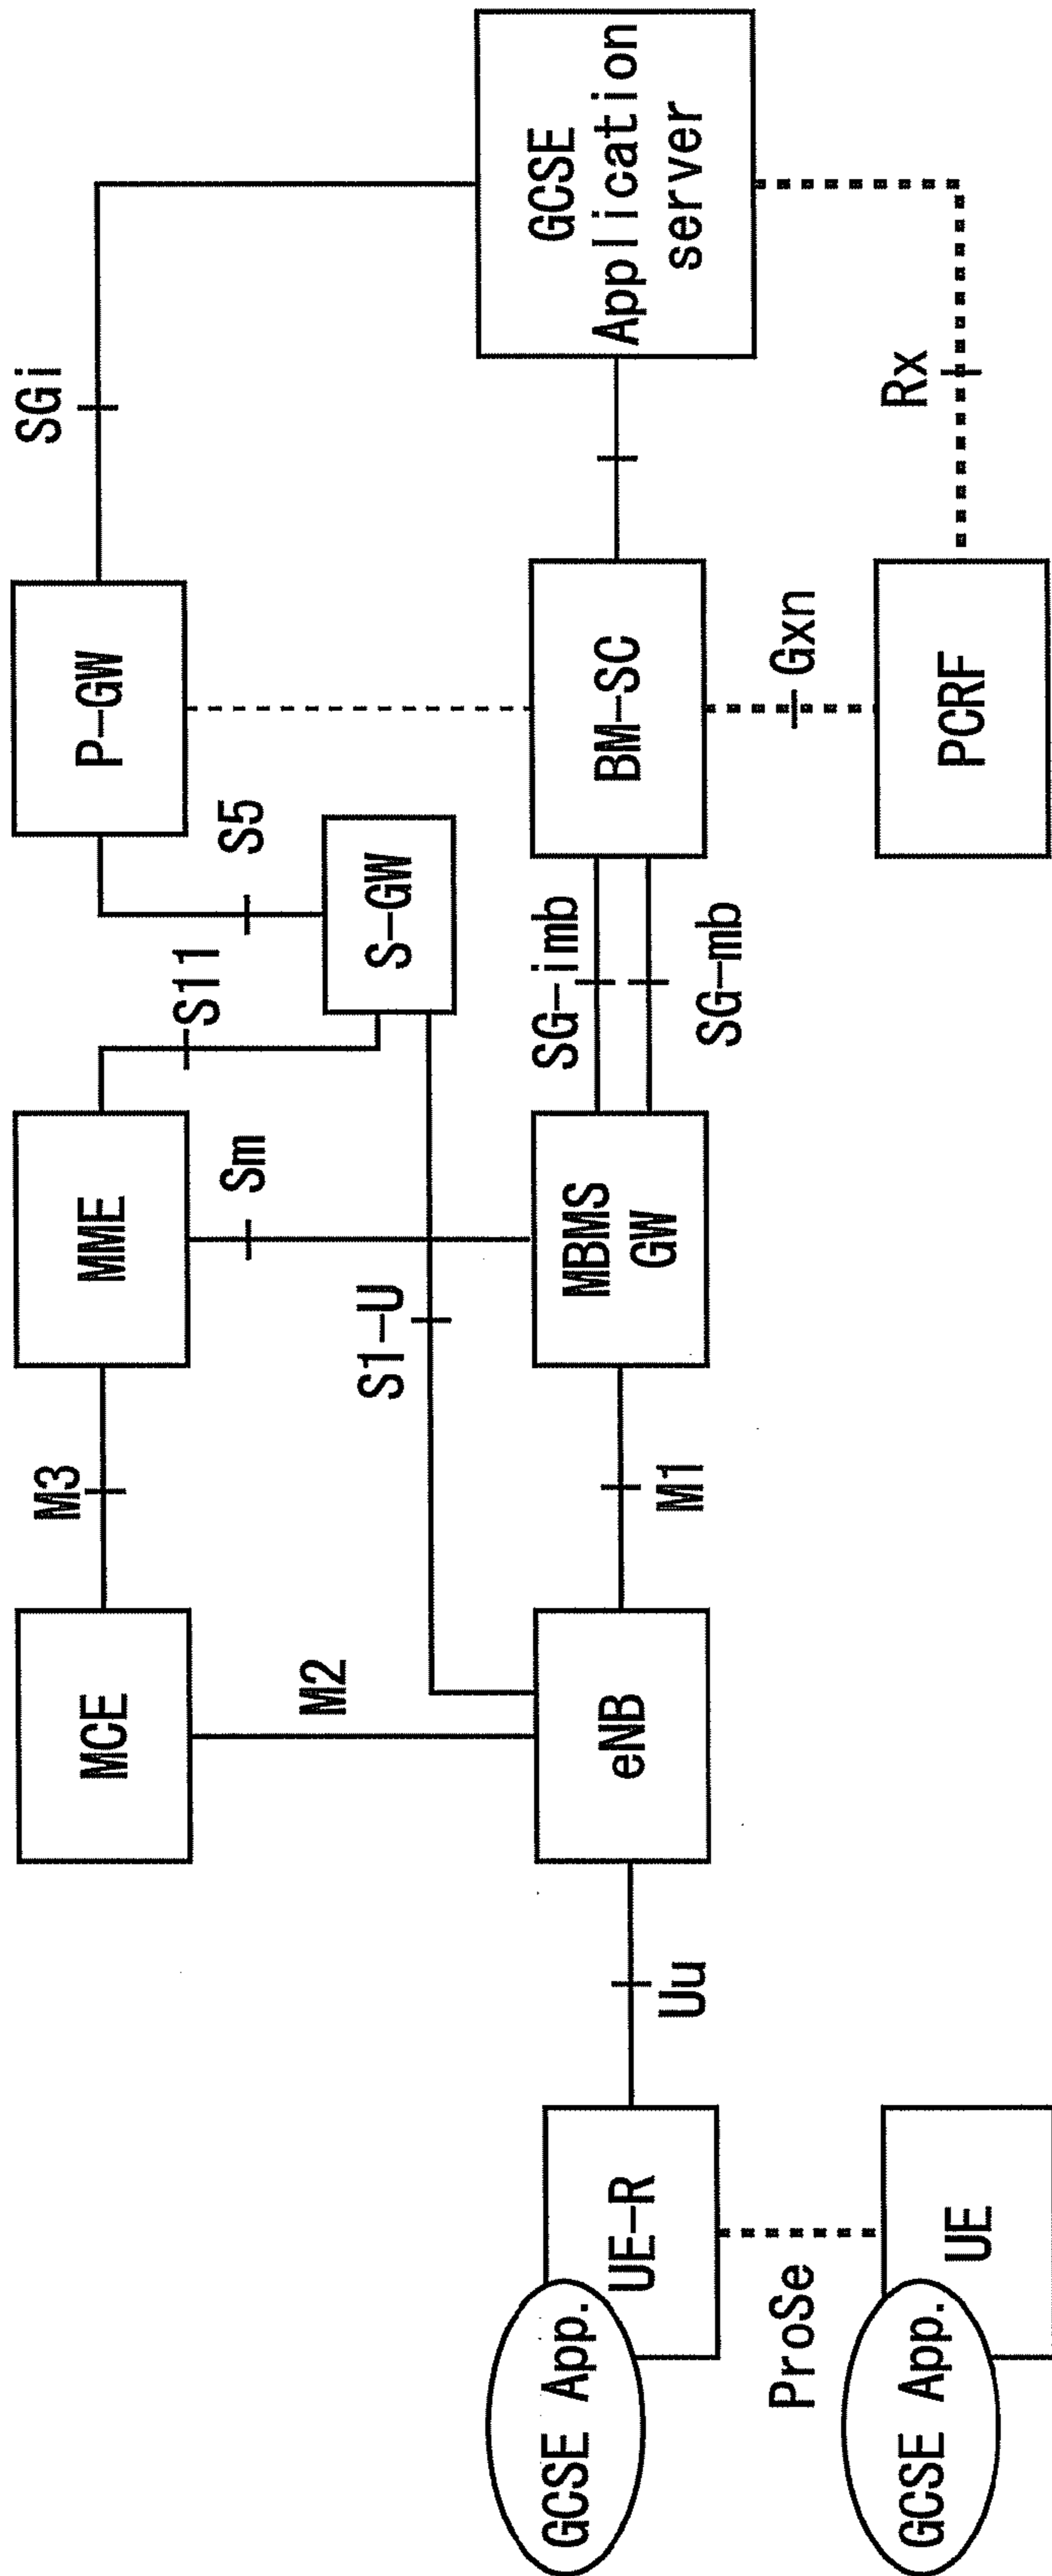 MCE
M3
MME
S11
S5
P-GW
SGi
M2
S1-U
Sm
S-GW
GCSE App.
UE-R
Uu
eNB
M1
MBMS
GW
SG-imb
SG-mb
BM-SC
GCSE
Application
server
ProSe
Gxn
Rx
GCSE App.
UE
PCRF